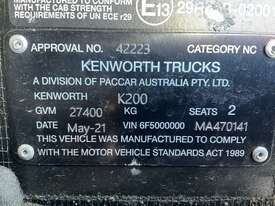 MANUFACTURED TO CONFORM
WITH THE CAB STRENGTH
REQUIREMENTS OF UN ECE r29
E13
APPROVAL NO. 42223 CATEGORY NC
KENWORTH TRUCKS
A DIVISION OF PACCAR AUSTRALIA PTY. LTD.
KENWORTH K200
GVM 27400 KG SEATS 2
DATE May-21 VIN 6F5000000 MA470141
THIS VEHICLE WAS MANUFACTURED TO COMPLY
WITH THE MOTOR VEHICLE STANDARDS ACT 1989